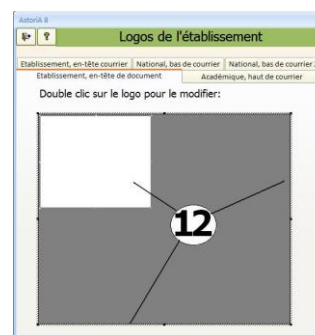 AstoriA 8
?
Logos de l'établissement
Etablissement, en-tête courrier
National, bas de courrier
National, bas de courrier
Etablissement, en-tête de document
Académique, haut de courrier
Double clic sur le logo pour le modifier:
12